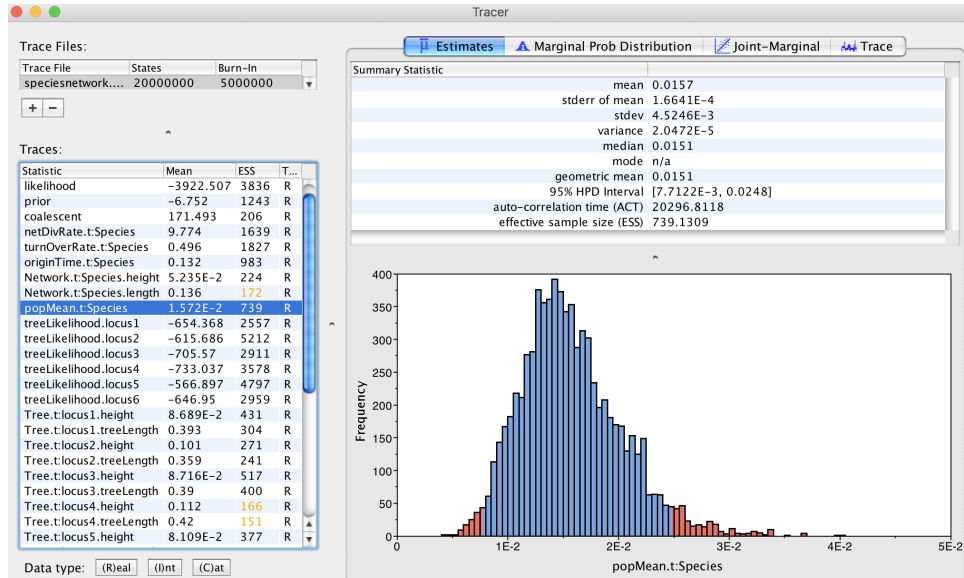 Tracer
Trace Files:
Trace File States Burn-In
speciesnetwork.... 20000000 5000000
+ −
Traces:
Statistic Mean ESS T...
likelihood -3922.507 3836 R
prior -6.752 1243 R
coalescent 171.493 206 R
netDivRate.t:Species 9.774 1639 R
turnOverRate.t:Species 0.496 1827 R
originTime.t:Species 0.132 983 R
Network.t:Species.height 5.235E-2 224 R
Network.t:Species.length 0.136 172 R
popMean.t:Species 1.572E-2 739 R
treeLikelihood.locus1 -654.368 2557 R
treeLikelihood.locus2 -615.686 5212 R
treeLikelihood.locus3 -705.57 2911 R
treeLikelihood.locus4 -733.037 3578 R
treeLikelihood.locus5 -566.897 4797 R
treeLikelihood.locus6 -646.95 2959 R
Tree.t:locus1.height 8.689E-2 431 R
Tree.t:locus1.treeLength 0.393 304 R
Tree.t:locus2.height 0.101 271 R
Tree.t:locus2.treeLength 0.359 241 R
Tree.t:locus3.height 8.716E-2 517 R
Tree.t:locus3.treeLength 0.39 400 R
Tree.t:locus4.height 0.112 166 R
Tree.t:locus4.treeLength 0.42 151 R
Tree.t:locus5.height 8.109E-2 377 R
Data type: (R)eal (I)nt (C)at
μ Estimates Marginal Prob Distribution Joint-Marginal Trace
Summary Statistic
mean 0.0157
stderr of mean 1.6641E-4
stdev 4.5246E-3
variance 2.0472E-5
median 0.0151
mode n/a
geometric mean 0.0151
95% HPD Interval [7.7122E-3, 0.0248]
auto-correlation time (ACT) 20296.8118
effective sample size (ESS) 739.1309
Frequency
400
350
300
250
200
150
100
50
0
0 1E-2 2E-2 3E-2 4E-2 5E-2
popMean.t:Species